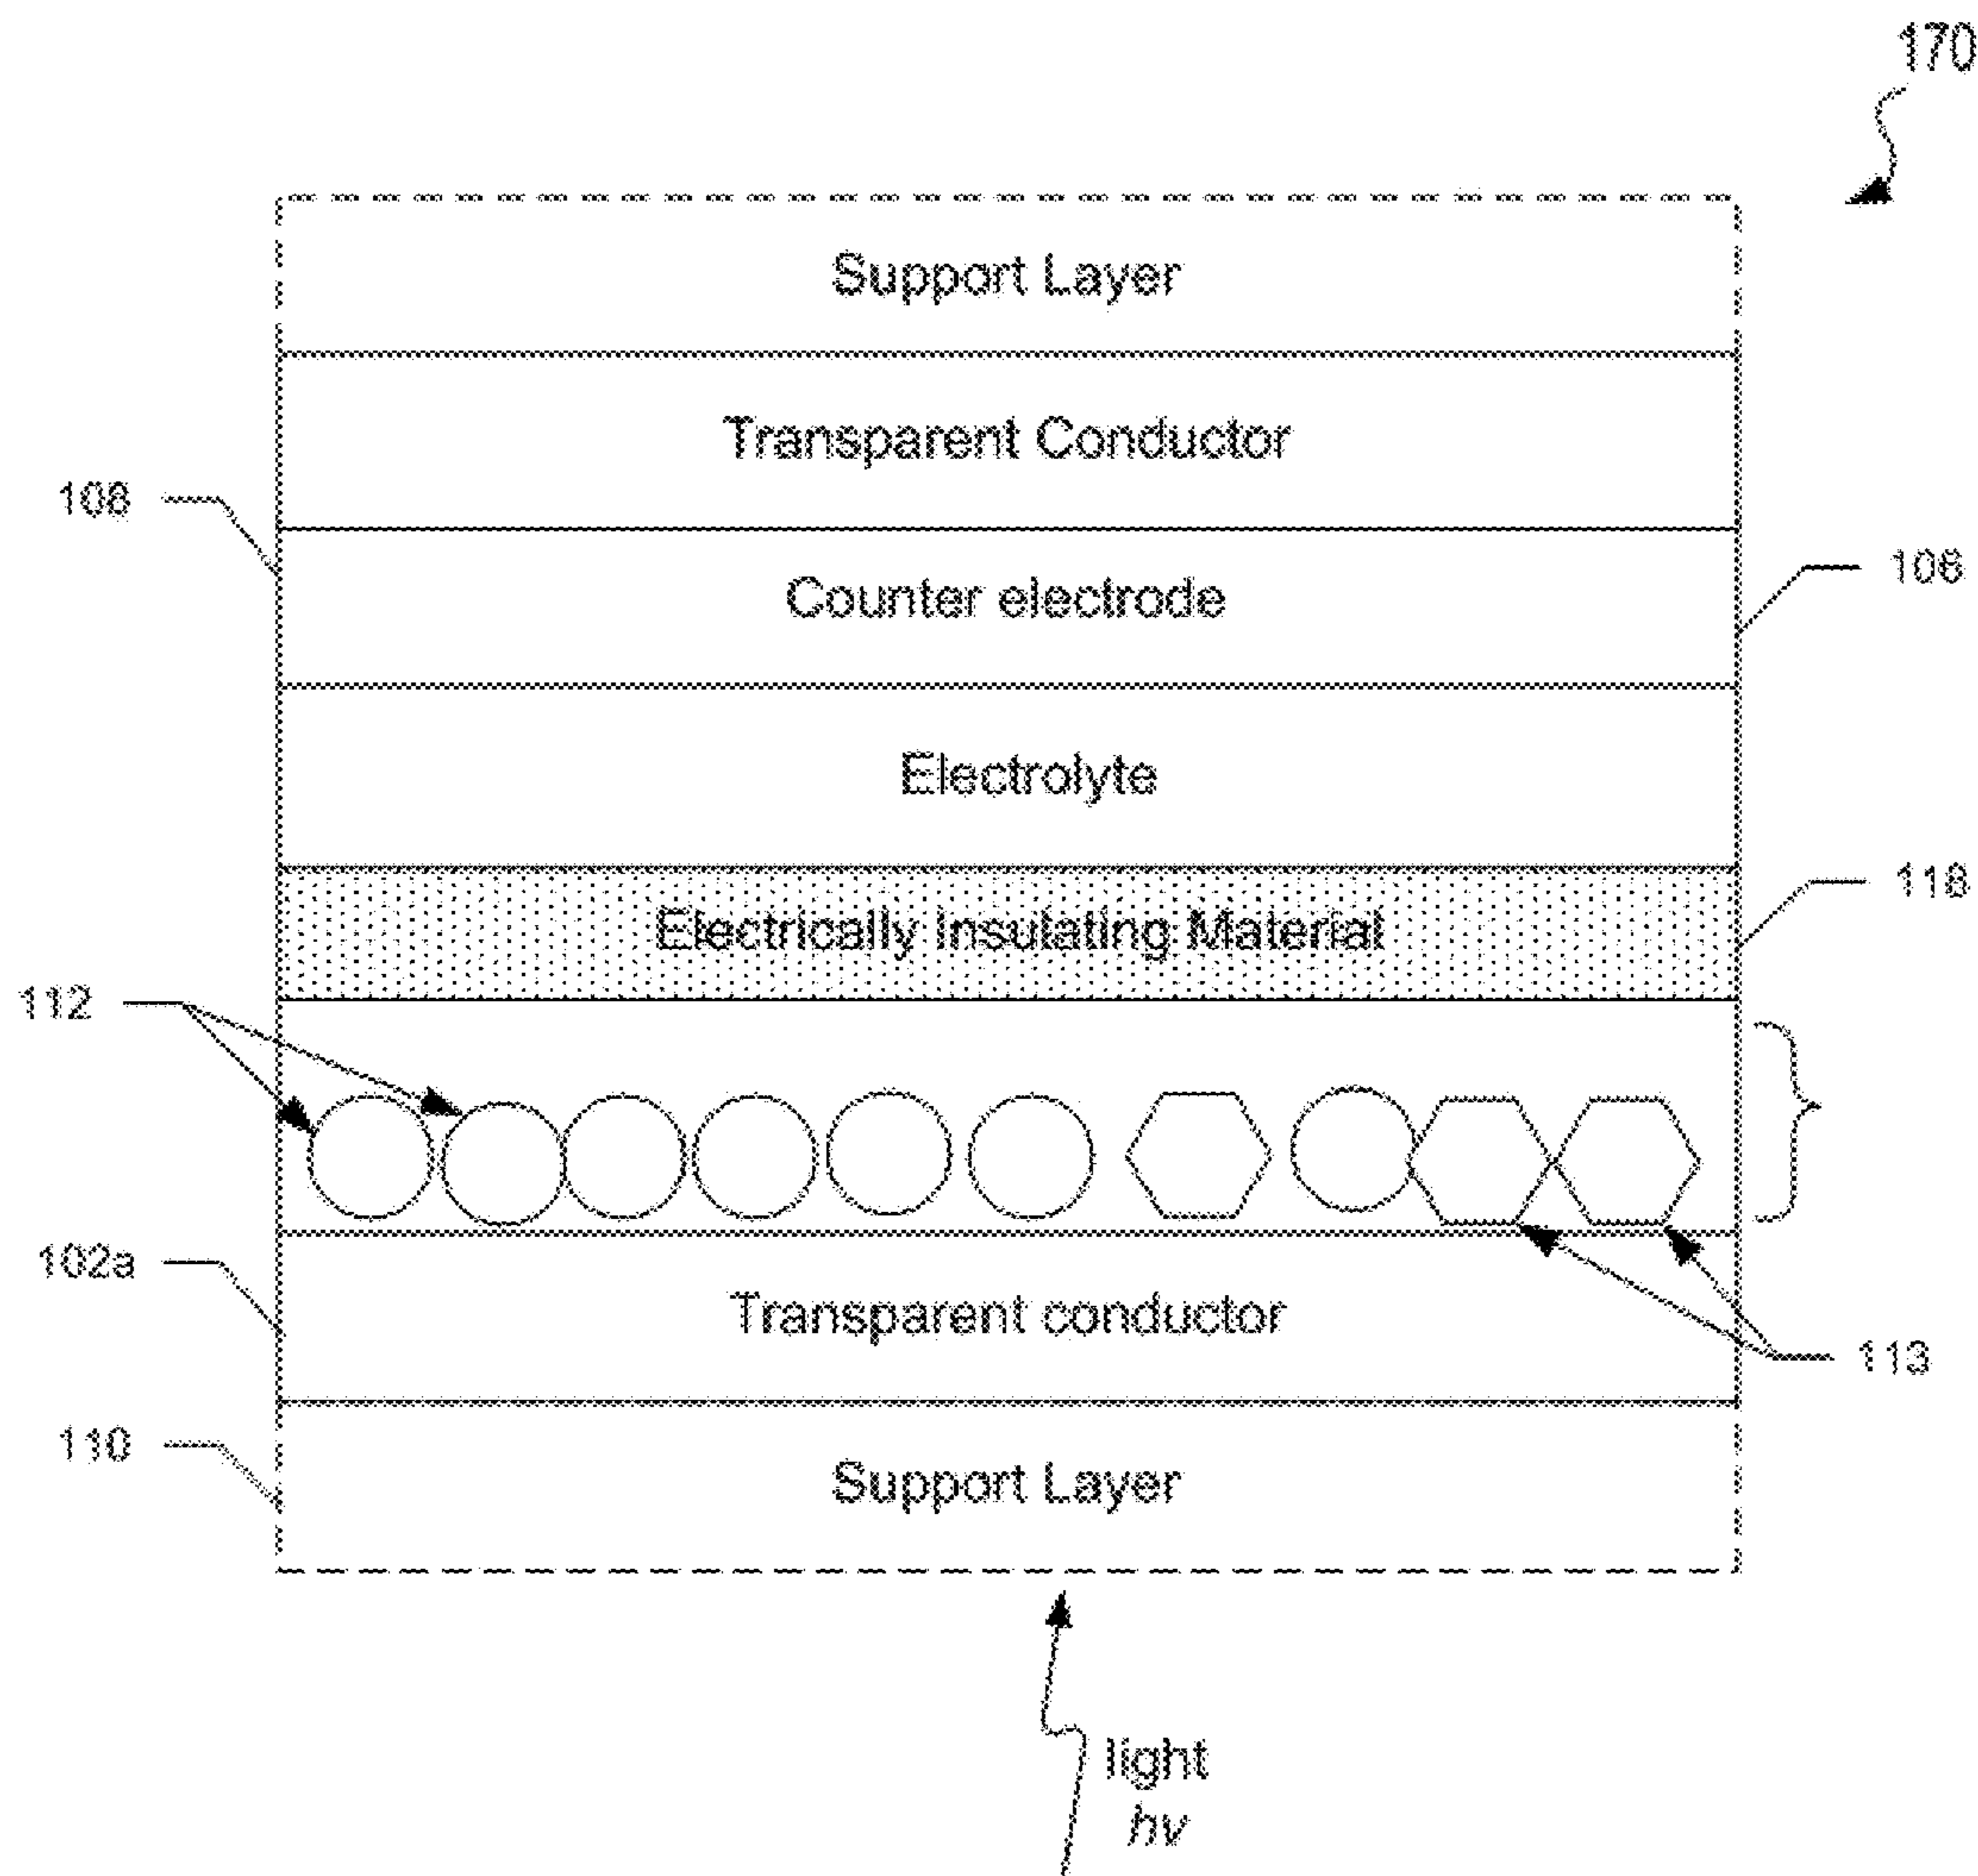 170
Support Layer
Transparent Conductor
108
Counter electrode
106
Electrolyte
118
Electrically Insulating Material
112
102a
Transparent conductor
113
110
Support Layer
light
hv